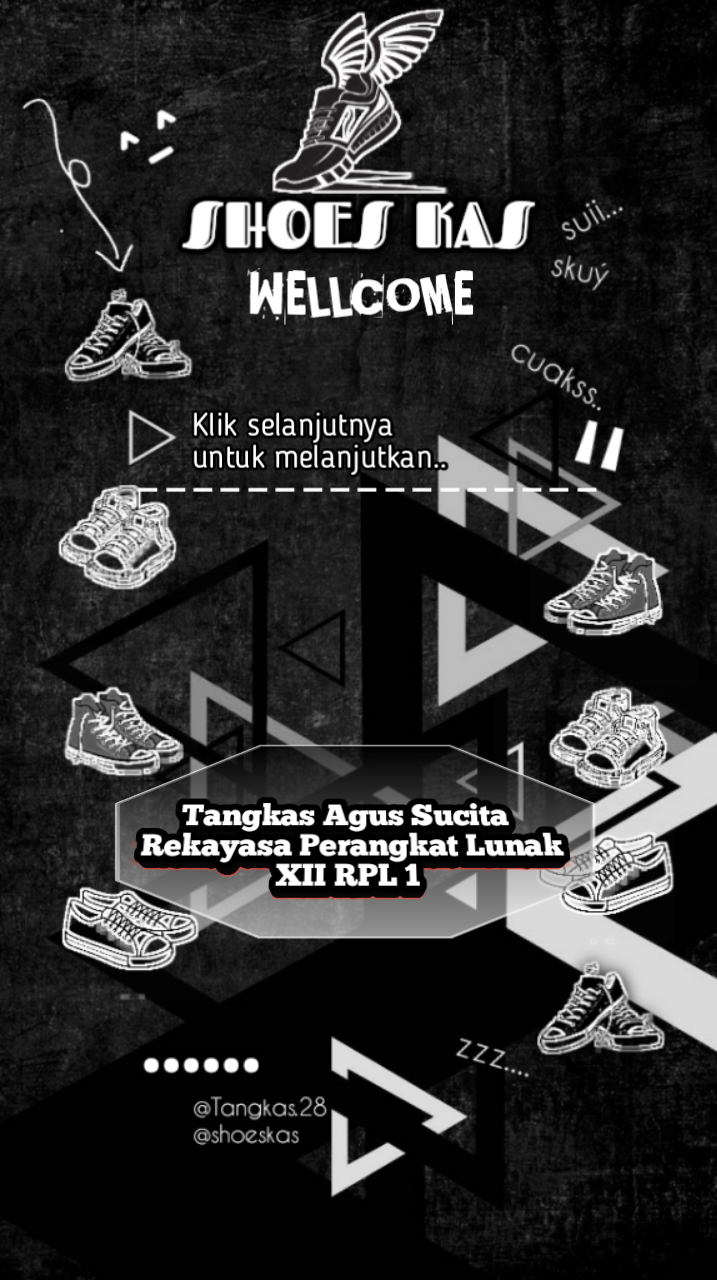 SHOES KAS
WELLCOME
suii...
skuý
cuakss..
Klik selanjutnya
untuk melanjutkan..
Tangkas Agus Sucita
Rekayasa Perangkat Lunak
XII RPL 1
zzz....
@Tangkas.28
@shoeskas